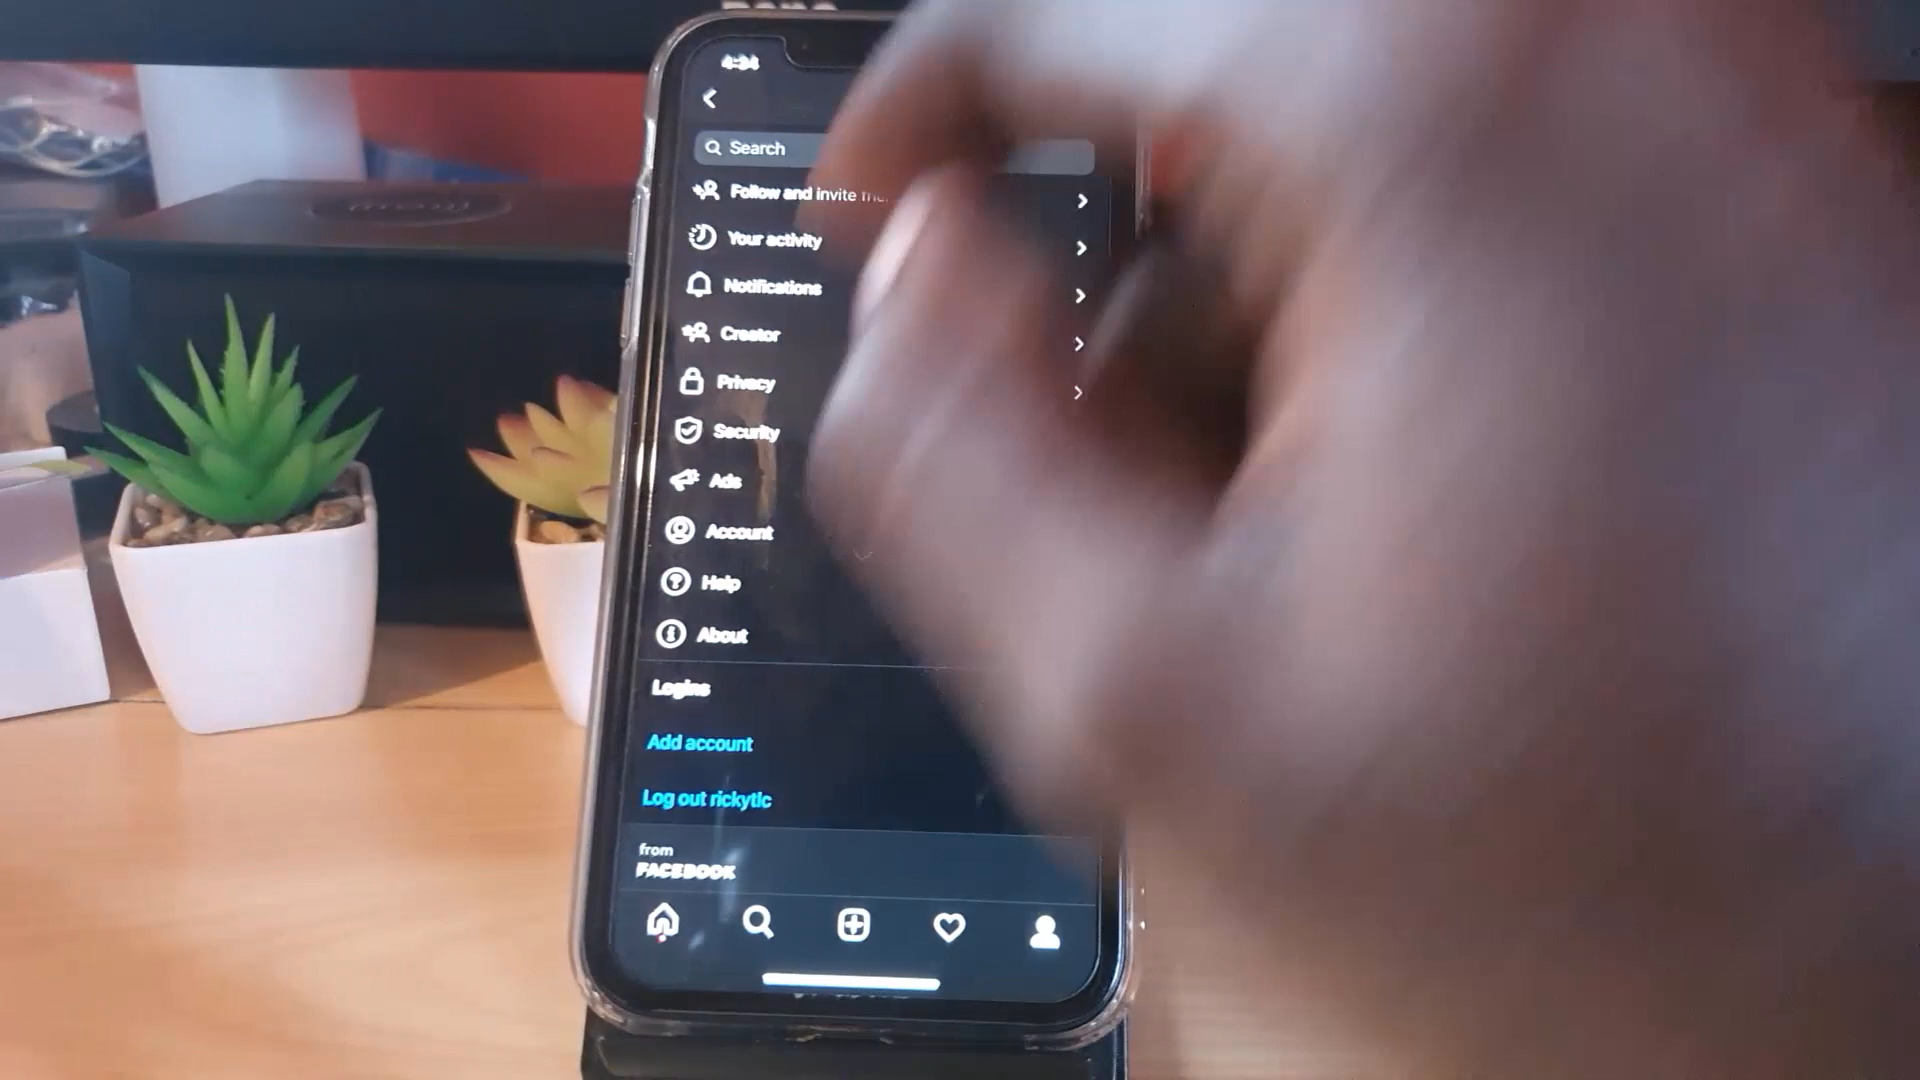 4:34
Search
Follow and invite
Your activity
Notifications
Creator
Privacy
Security
Ads
Account
Help
About
Logins
Add account
Log out rickytlc
from
FACEBOOK